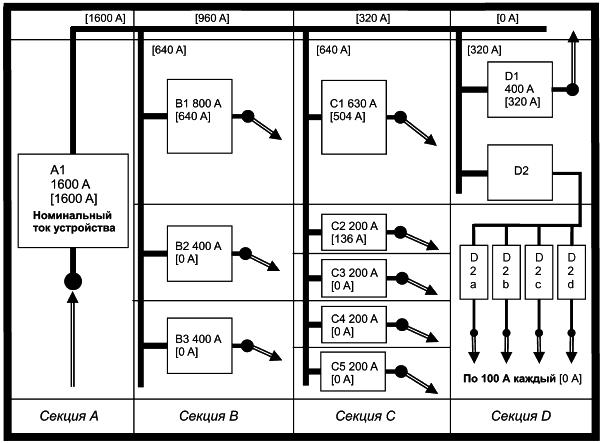 [1600 A]
[960 A]
[320 A]
[0 A]
[640 A]
[640 A]
[320 A]
A1
1600 A
[1600 A]
Номинальный
ток устройства
B1 800 A
[640 A]
B2 400 A
[0 A]
B3 400 A
[0 A]
C1 630 A
[504 A]
C2 200 A
[136 A]
C3 200 A
[0 A]
C4 200 A
[0 A]
C5 200 A
[0 A]
D1
400 A
[320 A]
D2
D
2
a
D
2
b
D
2
c
D
2
d
По 100 А каждый [0 A]
Секция A
Секция B
Секция C
Секция D